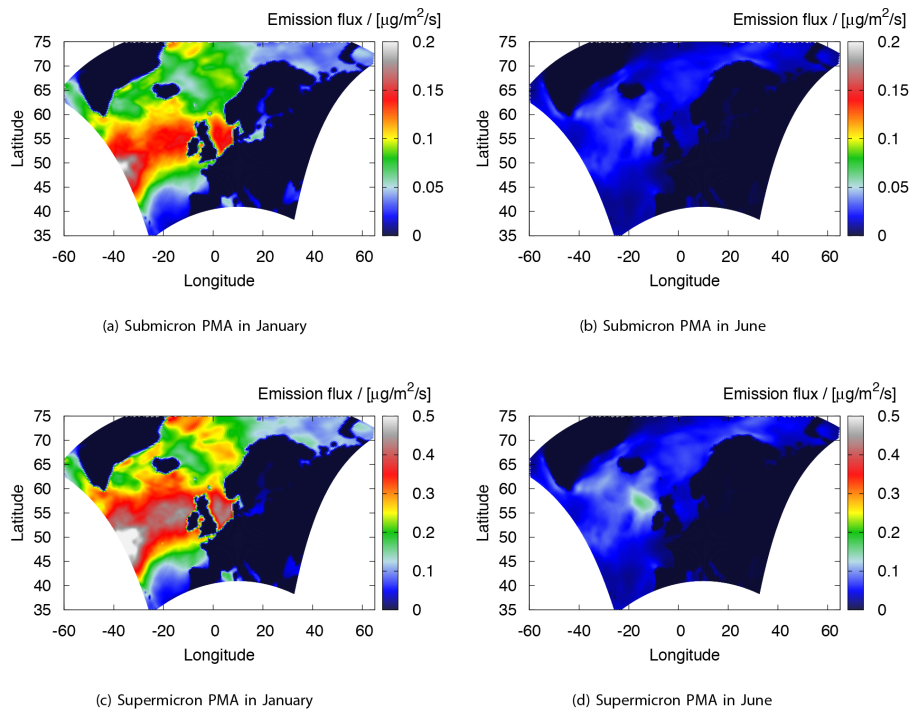 Emission flux / [μg/m²/s]
75
70
65
60
55
50
45
40
35
Latitude
-60 -40 -20 0 20 40 60
Longitude
0.2
0.15
0.1
0.05
0
(a) Submicron PMA in January
Emission flux / [μg/m²/s]
75
70
65
60
55
50
45
40
35
Latitude
-60 -40 -20 0 20 40 60
Longitude
0.2
0.15
0.1
0.05
0
(b) Submicron PMA in June
Emission flux / [μg/m²/s]
75
70
65
60
55
50
45
40
35
Latitude
-60 -40 -20 0 20 40 60
Longitude
0.5
0.4
0.3
0.2
0.1
0
(c) Supermicron PMA in January
Emission flux / [μg/m²/s]
75
70
65
60
55
50
45
40
35
Latitude
-60 -40 -20 0 20 40 60
Longitude
0.5
0.4
0.3
0.2
0.1
0
(d) Supermicron PMA in June